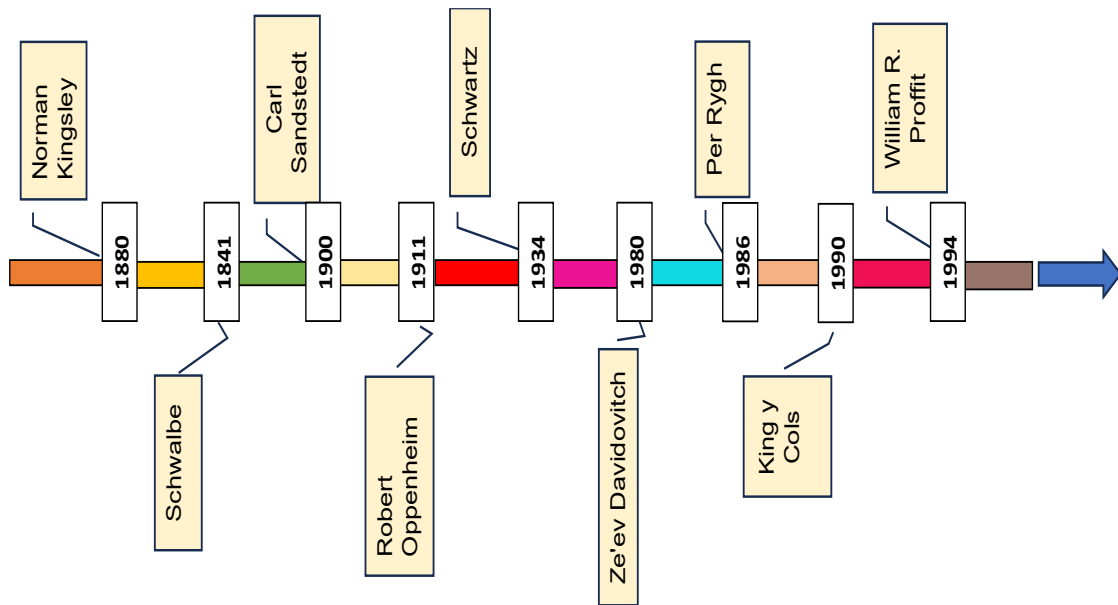 Norman
Kingsley
Carl
Sandstedt
Schwartz
Per Rygh
William R.
Proffit
1880
1841
1900
1911
1934
1980
1986
1990
1994
Schwalbe
Robert
Oppenheim
Ze'ev Davidovitch
King y
Cols